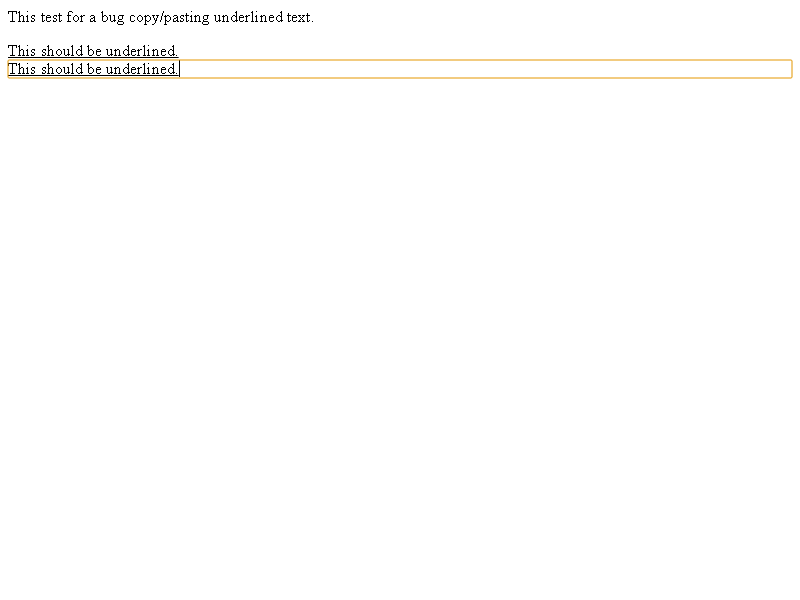 This test for a bug copy/pasting underlined text.
This should be underlined.
This should be underlined.